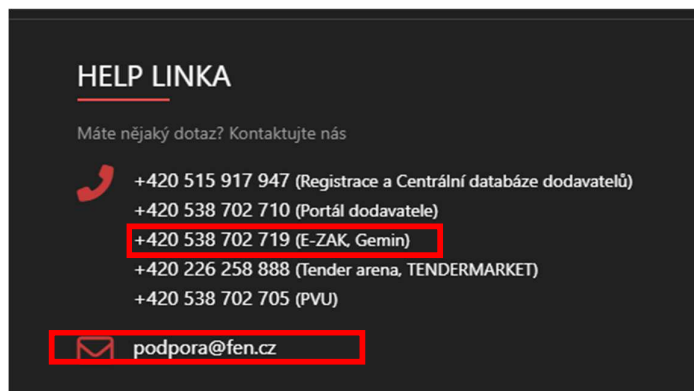 HELP LINKA
Máte nějaký dotaz? Kontaktujte nás
+420 515 917 947 (Registrace a Centrální databáze dodavatelů)
+420 538 702 710 (Portál dodavatele)
+420 538 702 719 (E-ZAK, Gemin)
+420 226 258 888 (Tender arena, TENDERMARKET)
+420 538 702 705 (PVU)
podpora@fen.cz